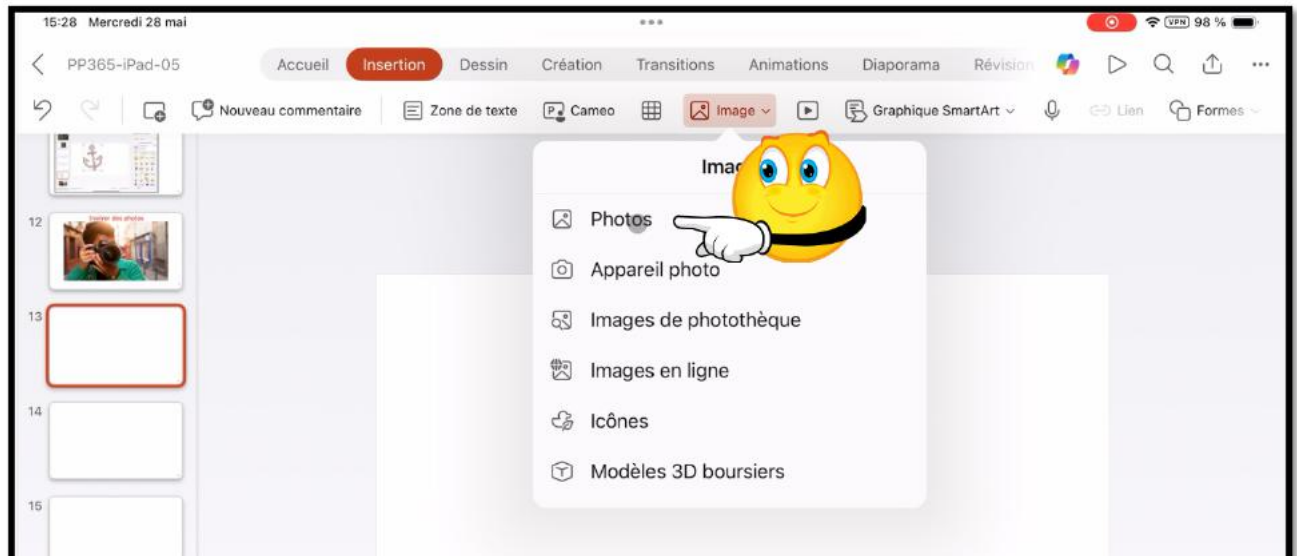 15:28 Mercredi 28 mai
VPN 98 %
PP365-iPad-05
Accueil Insertion Dessin Création Transitions Animations Diaporama Révision
Nouveau commentaire Zone de texte Cameo Image Graphique SmartArt Lien Formes
Photos
Appareil photo
Images de photothèque
Images en ligne
Icônes
Modèles 3D boursiers
12
13
14
15